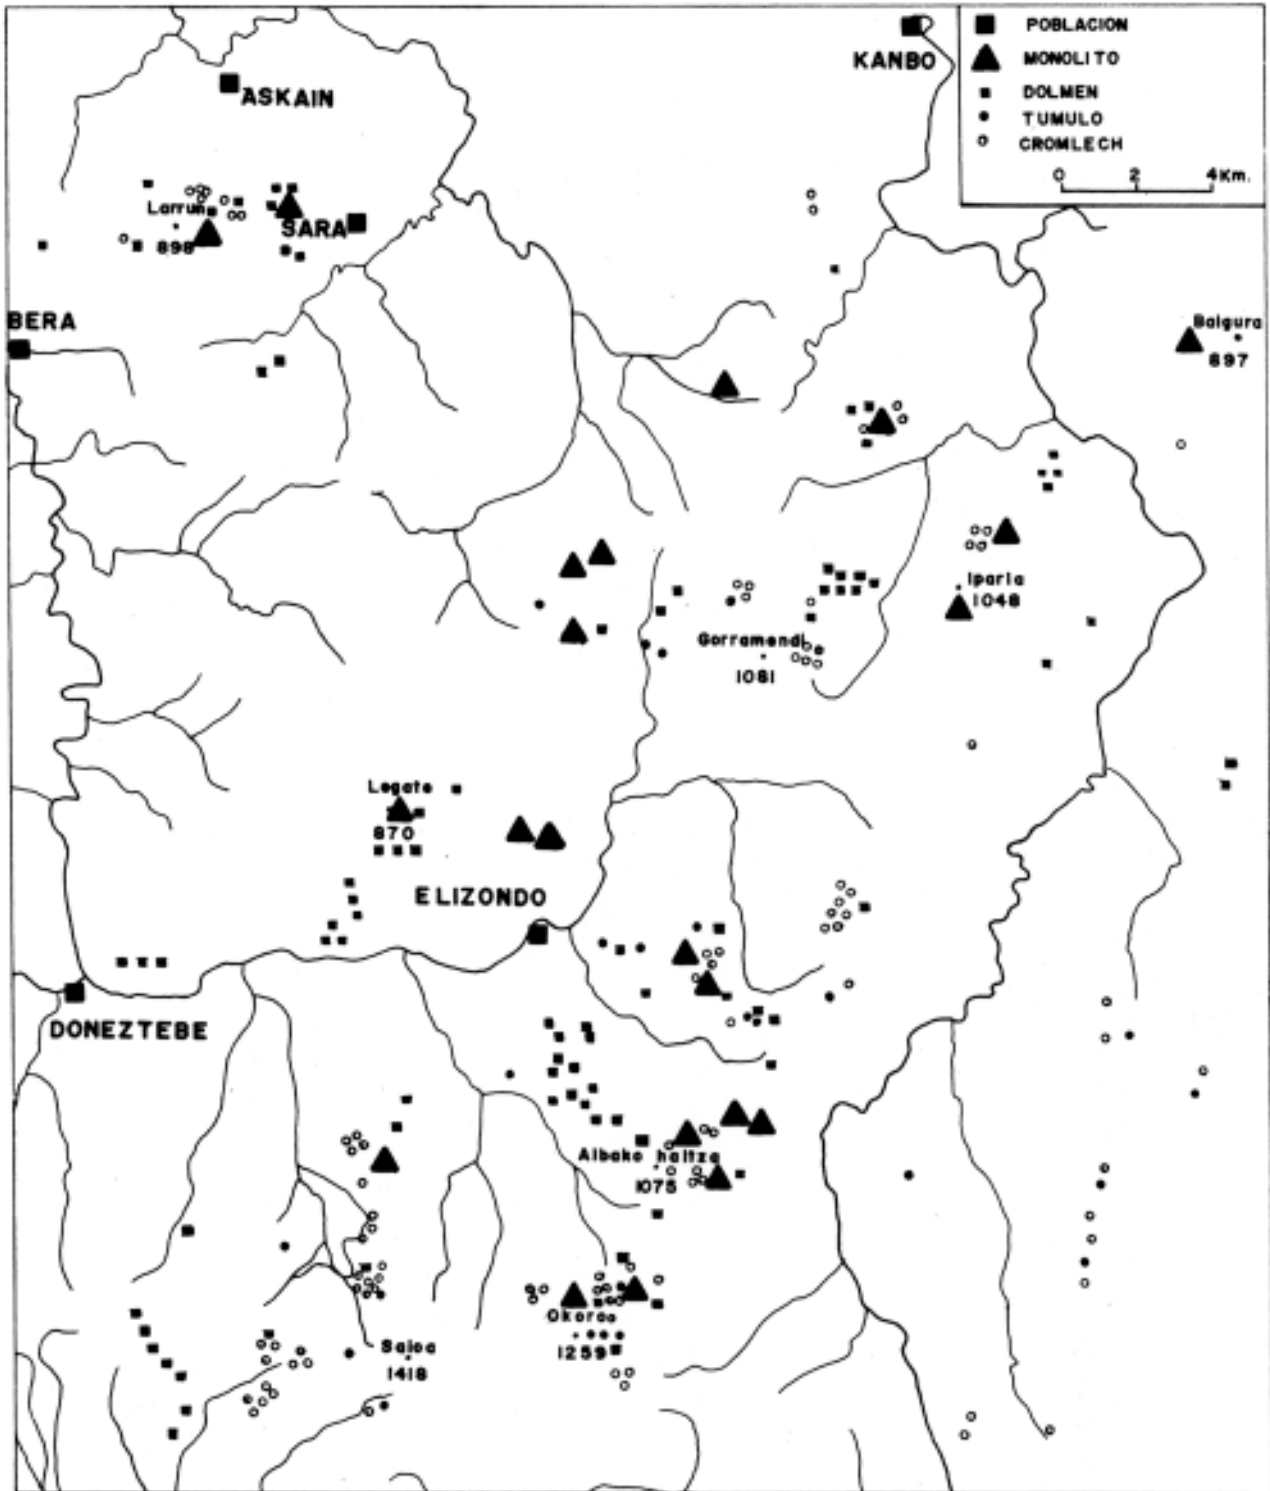 POBLACION
MONOLITO
DOLMEN
TUMULO
CROMLECH
0 2 4Km.
KANBO
ASKAIN
Larrun
898
SARA
BERA
Baigura
897
Iparla
1048
Gorramendi
1081
Legate
870
ELIZONDO
DONEZTEBE
Albako haitza
1075
Okoro
1259
Saioa
1418